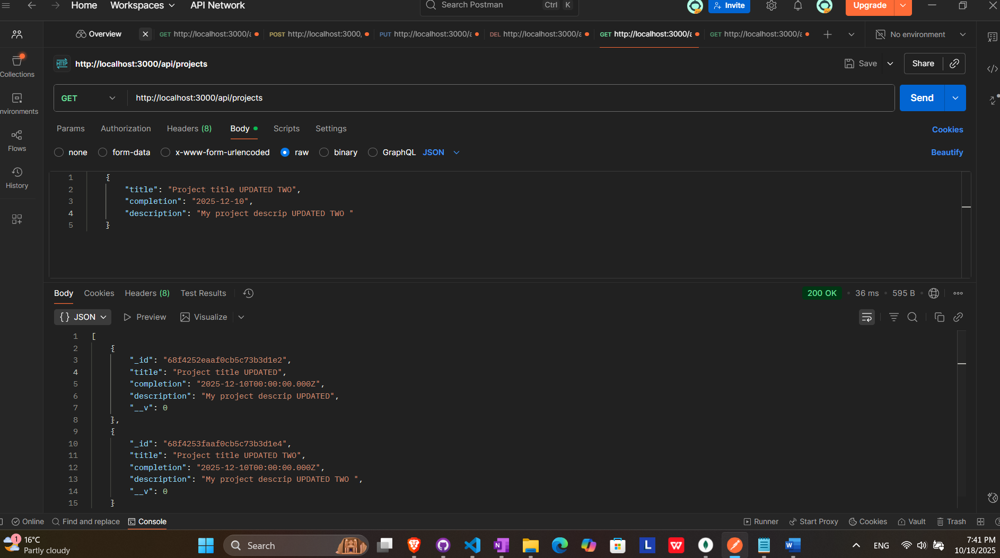 Home Workspaces API Network Search Postman Ctrl K Invite Upgrade
Overview GET http://localhost:3000/a POST http://localhost:3000, PUT http://localhost:3000/a DEL http://localhost:3000/a GET http://localhost:3000/a GET http://localhost:3000/a No environment
HTTP http://localhost:3000/api/projects Save Share
Collections
GET http://localhost:3000/api/projects Send
nvironments
Params Authorization Headers (8) Body Scripts Settings Cookies
Flows
none form-data x-www-form-urlencoded raw binary GraphQL JSON Beautify
History
1 {
2 "title": "Project title UPDATED TWO",
3 "completion": "2025-12-10",
4 "description": "My project descrip UPDATED TWO "
5 }
Body Cookies Headers (8) Test Results 200 OK 36 ms 595 B
{} JSON Preview Visualize
1 [
2 {
3 "_id": "68f4252eaaf0cb5c73b3d1e2",
4 "title": "Project title UPDATED",
5 "completion": "2025-12-10T00:00:00.000Z",
6 "description": "My project descrip UPDATED",
7 "__v": 0
8 },
9 {
10 "_id": "68f4253faaf0cb5c73b3d1e4",
11 "title": "Project title UPDATED TWO",
12 "completion": "2025-12-10T00:00:00.000Z",
13 "description": "My project descrip UPDATED TWO ",
14 "__v": 0
15 }
Online Find and replace Console Runner Start Proxy Cookies Vault Trash
1 16°C
Partly cloudy
Search
N L W W
ENG
7:41 PM
10/18/2025